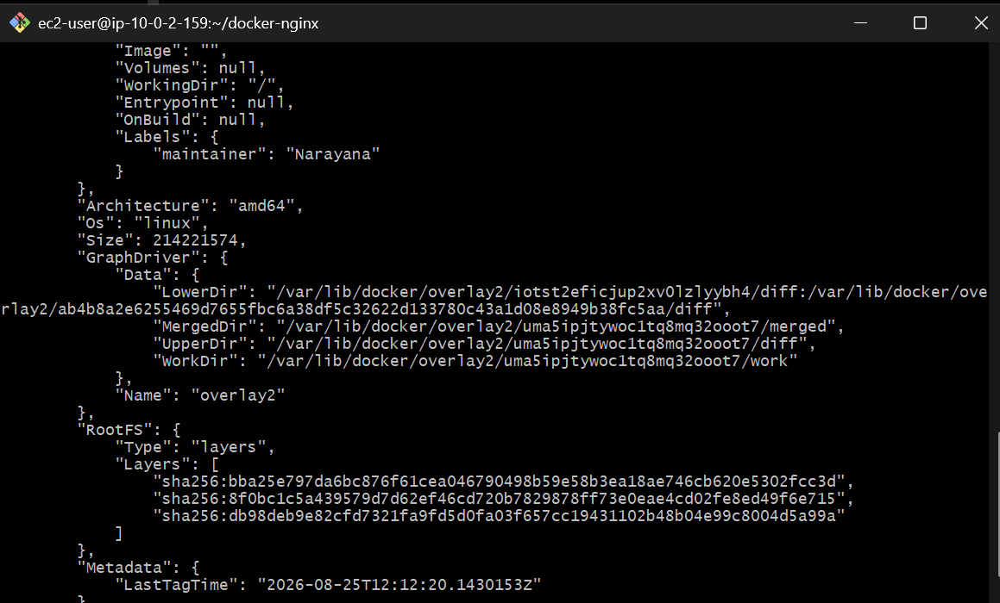 ec2-user@ip-10-0-2-159:~/docker-nginx
"Image": "",
"Volumes": null,
"WorkingDir": "/",
"Entrypoint": null,
"OnBuild": null,
"Labels": {
"maintainer": "Narayana"
}
},
"Architecture": "amd64",
"Os": "linux",
"Size": 214221574,
"GraphDriver": {
"Data": {
"LowerDir": "/var/lib/docker/overlay2/iotst2eficjup2xv0lzlyybh4/diff:/var/lib/docker/ove
rlay2/ab4b8a2e6255469d7655fbc6a38df5c32622d133780c43a1d08e8949b38fc5aa/diff",
"MergedDir": "/var/lib/docker/overlay2/uma5ipjtywoc1tq8mq32ooot7/merged",
"UpperDir": "/var/lib/docker/overlay2/uma5ipjtywoc1tq8mq32ooot7/diff",
"WorkDir": "/var/lib/docker/overlay2/uma5ipjtywoc1tq8mq32ooot7/work"
},
"Name": "overlay2"
},
"RootFS": {
"Type": "layers",
"Layers": [
"sha256:bba25e797da6bc876f61cea046790498b59e58b3ea18ae746cb620e5302fcc3d",
"sha256:8f0bc1c5a439579d7d62ef46cd720b7829878ff73e0eae4cd02fe8ed49f6e715",
"sha256:db98deb9e82cfd7321fa9fd5d0fa03f657cc19431102b48b04e99c8004d5a99a"
]
},
"Metadata": {
"LastTagTime": "2026-08-25T12:12:20.1430153Z"
}